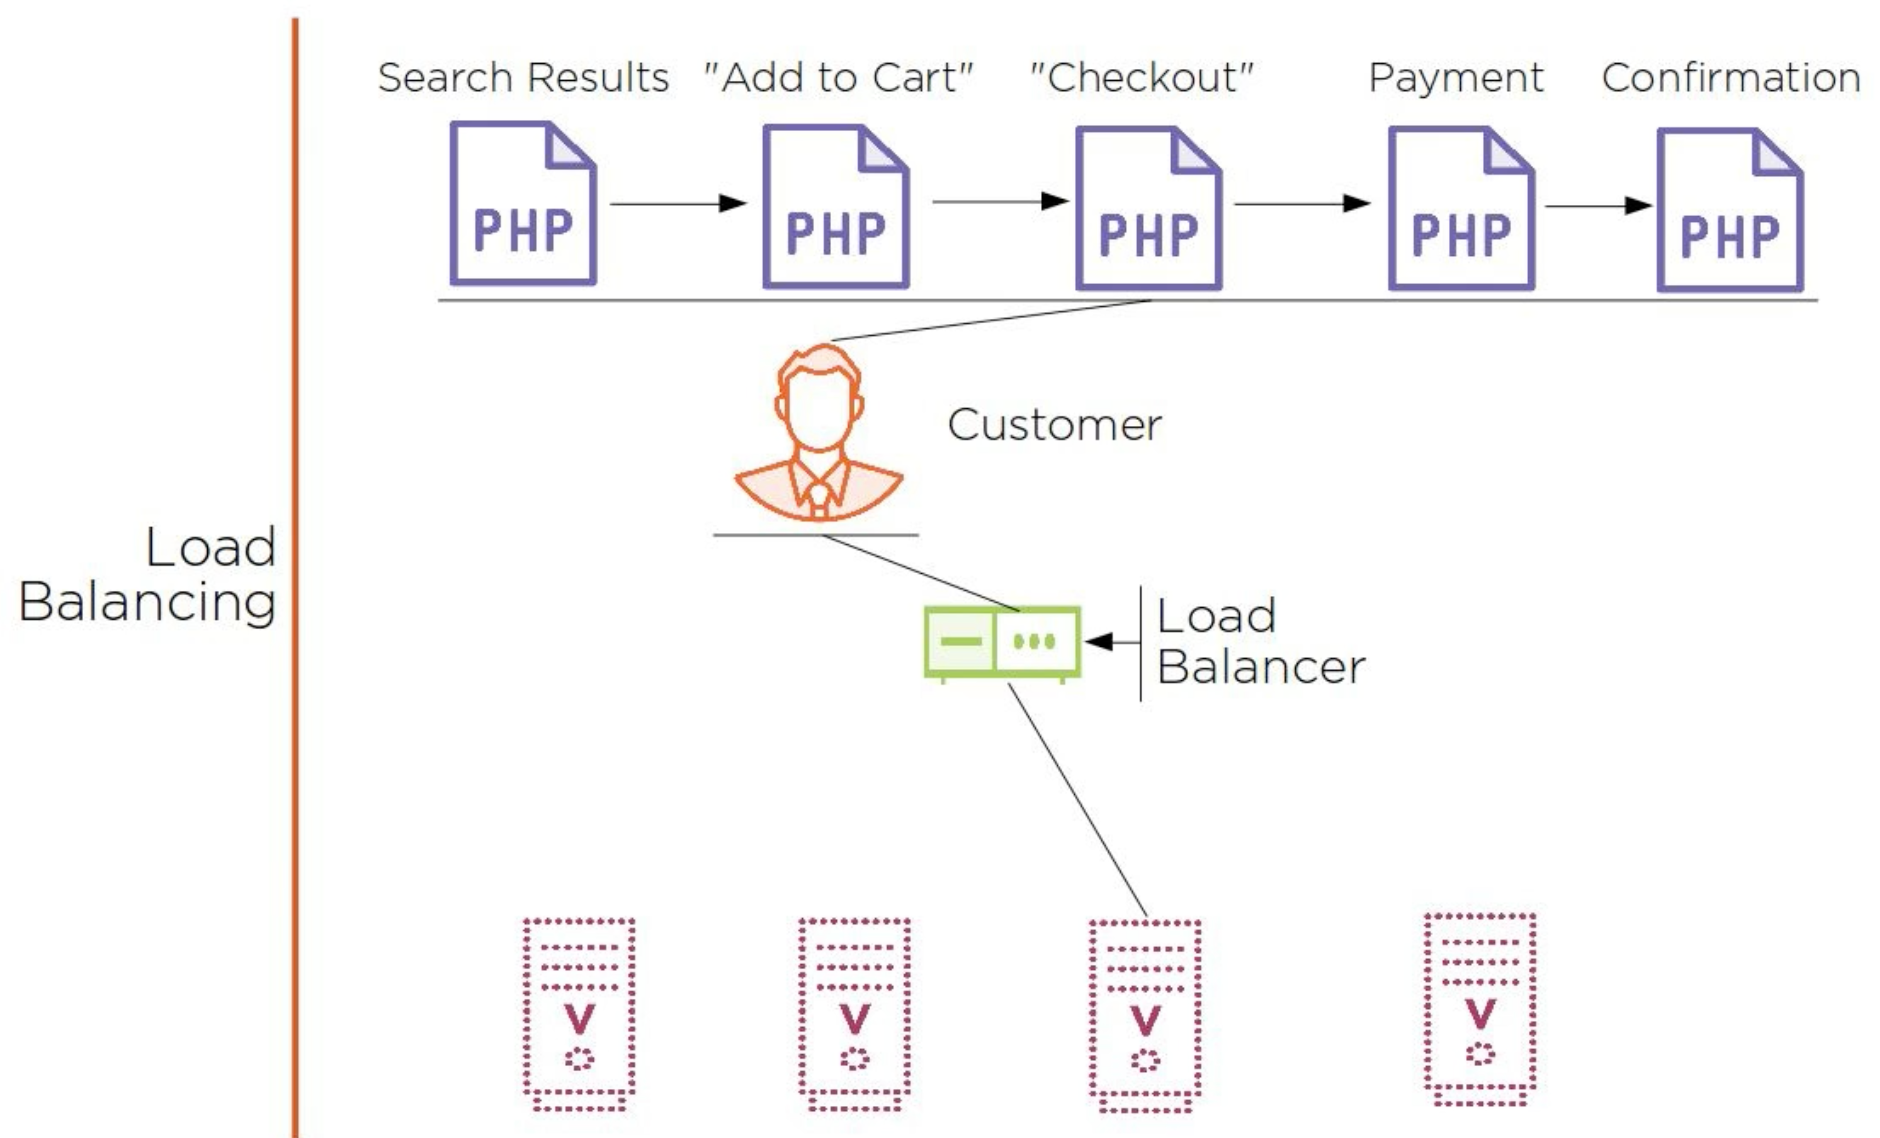 Search Results "Add to Cart" "Checkout" Payment Confirmation
PHP PHP PHP PHP PHP
Customer
Load
Balancing
Load
Balancer
V V V V